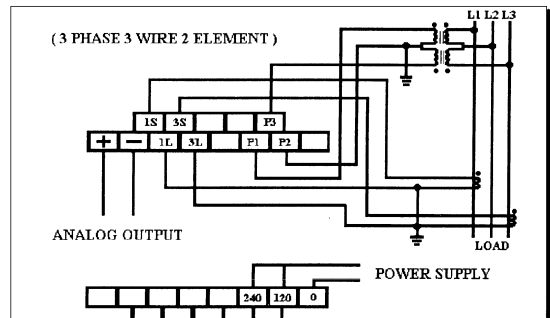 L1 L2 L3
( 3 PHASE 3 WIRE 2 ELEMENT )
1S 3S P3
+ − 1L 3L P1 P2
ANALOG OUTPUT
LOAD
POWER SUPPLY
240 120 0